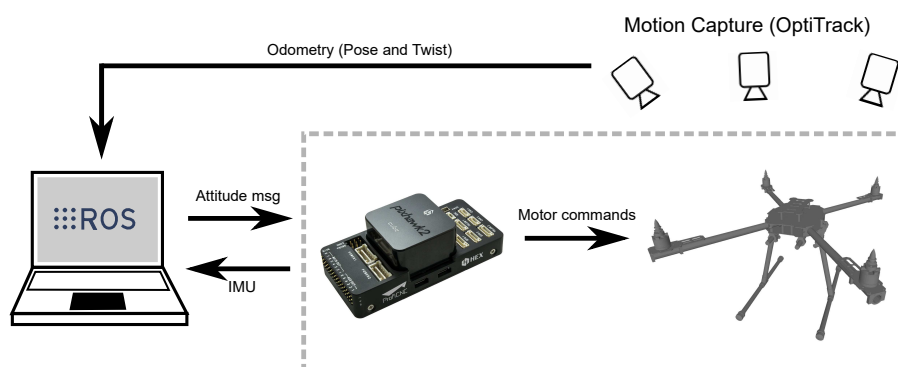 Motion Capture (OptiTrack)
Odometry (Pose and Twist)
Attitude msg
ROS
pixhawk2
Motor commands
HEX
IMU